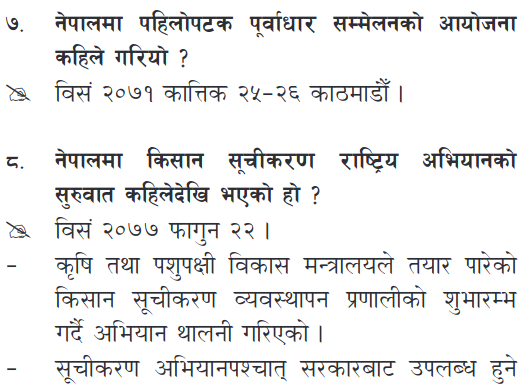 ७. नेपालमा पहिलोपटक पूर्वाधार सम्मेलनको आयोजना
कहिले गरियो ?
विसं २०७१ कात्तिक २५-२६ काठमाडौँ ।
८. नेपालमा किसान सूचीकरण राष्ट्रिय अभियानको
सुरुवात कहिलेदेखि भएको हो ?
विसं २०७७ फागुन २२ ।
- कृषि तथा पशुपक्षी विकास मन्त्रालयले तयार पारेको
किसान सूचीकरण व्यवस्थापन प्रणालीको शुभारम्भ
गर्दै अभियान थालनी गरिएको ।
- सूचीकरण अभियानपश्चात् सरकारबाट उपलब्ध हुने